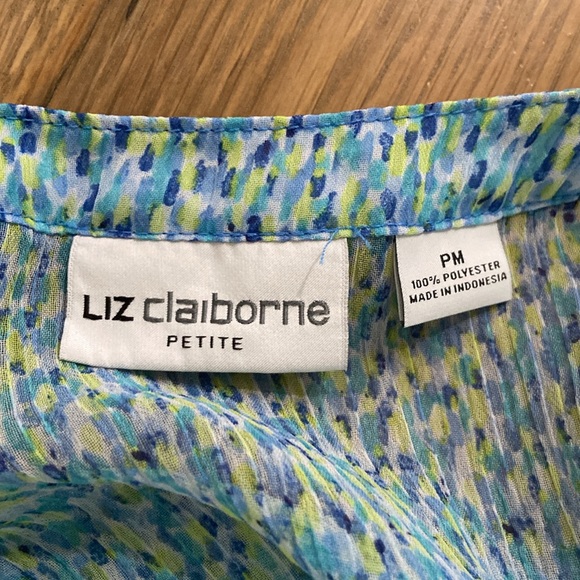 LIZ claiborne
PETITE
PM
100% POLYESTER
MADE IN INDONESIA